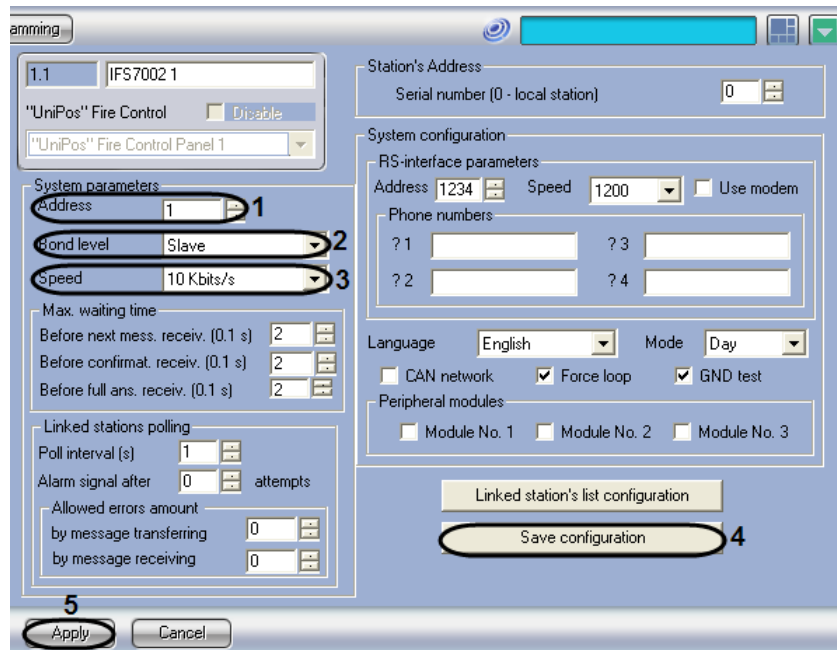 amming
1.1 IFS7002 1
"UniPos" Fire Control Disable
"UniPos" Fire Control Panel 1
System parameters
Address 1 1
Bond level Slave 2
Speed 10 Kbits/s 3
Max. waiting time
Before next mess. receiv. (0.1 s) 2
Before confirmat. receiv. (0.1 s) 2
Before full ans. receiv. (0.1 s) 2
Linked stations polling
Poll interval (s) 1
Alarm signal after 0 attempts
Allowed errors amount
by message transferring 0
by message receiving 0
Station's Address
Serial number (0 - local station) 0
System configuration
RS-interface parameters
Address 1234 Speed 1200 Use modem
Phone numbers
? 1 ? 3
? 2 ? 4
Language English Mode Day
CAN network Force loop GND test
Peripheral modules
Module No. 1 Module No. 2 Module No. 3
Linked station's list configuration
Save configuration 4
5
Apply Cancel